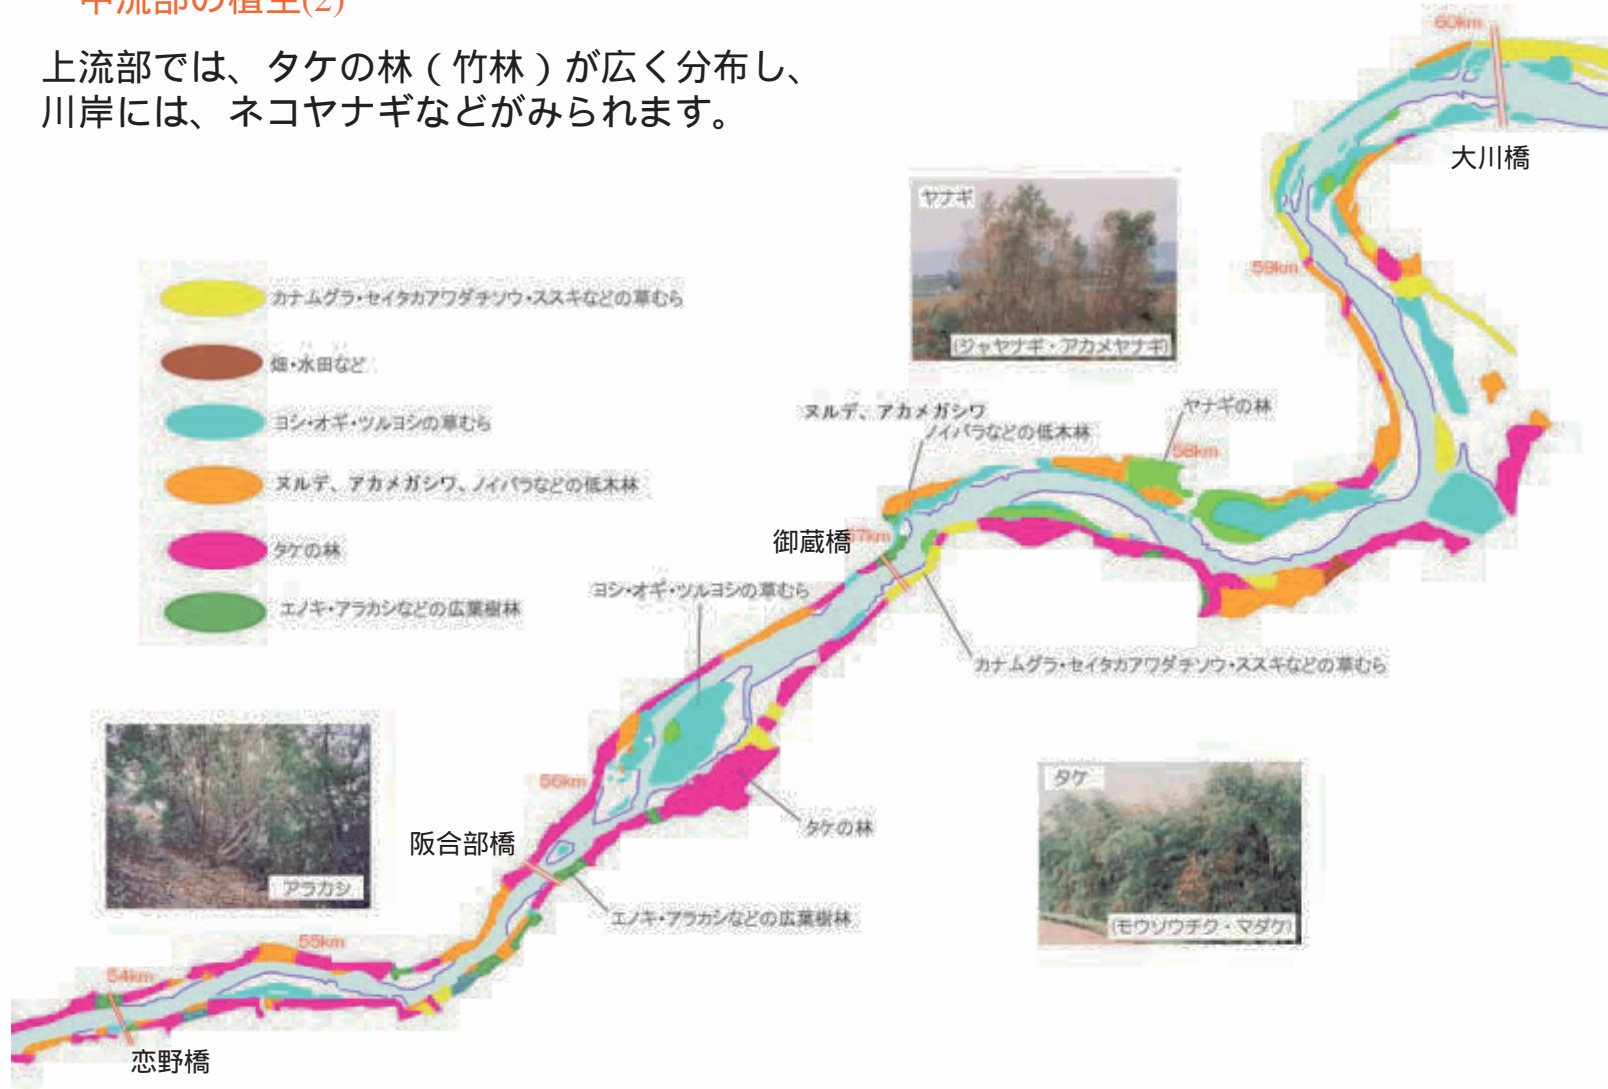 中流部の植生(2)
上流部では、タケの林（竹林）が広く分布し、
川岸には、ネコヤナギなどがみられます。
60km
大川橋
ヤナギ
(ジャヤナギ・アカメヤナギ)
59km
カナムグラ・セイタカアワダチソウ・ススキなどの草むら
畑・水田など
ヨシ・オギ・ツルヨシの草むら
ヌルデ、アカメガシワ、ノイバラなどの低木林
タケの林
エノキ・アラカシなどの広葉樹林
ヌルデ、アカメガシワ
ノイバラなどの低木林
ヤナギの林
58km
御蔵橋
57km
ヨシ・オギ・ツルヨシの草むら
カナムグラ・セイタカアワダチソウ・ススキなどの草むら
56km
タケ
(モウソウチク・マダケ)
タケの林
阪合部橋
アラカシ
エノキ・アラカシなどの広葉樹林
55km
54km
恋野橋